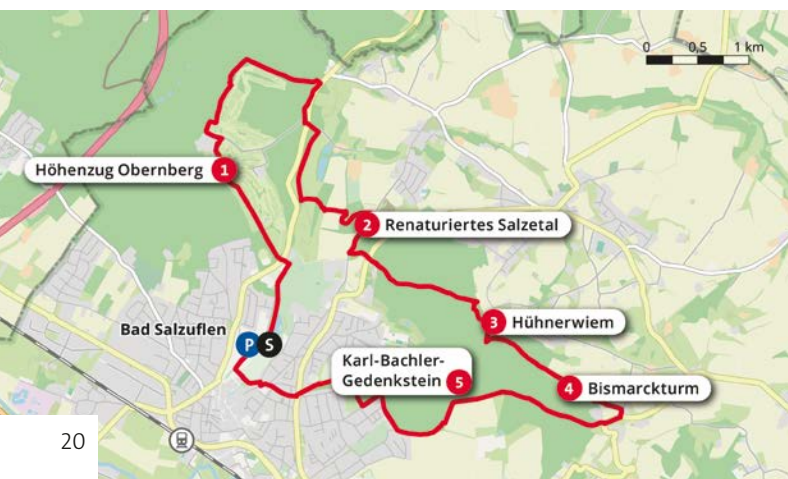 0 0,5 1 km
Höhenzug Obernberg 1
2 Renaturiertes Salzetal
3 Hühnerwiem
Bad Salzuflen
P S
Karl-Bachler-
Gedenkstein 5
4 Bismarckturm
20